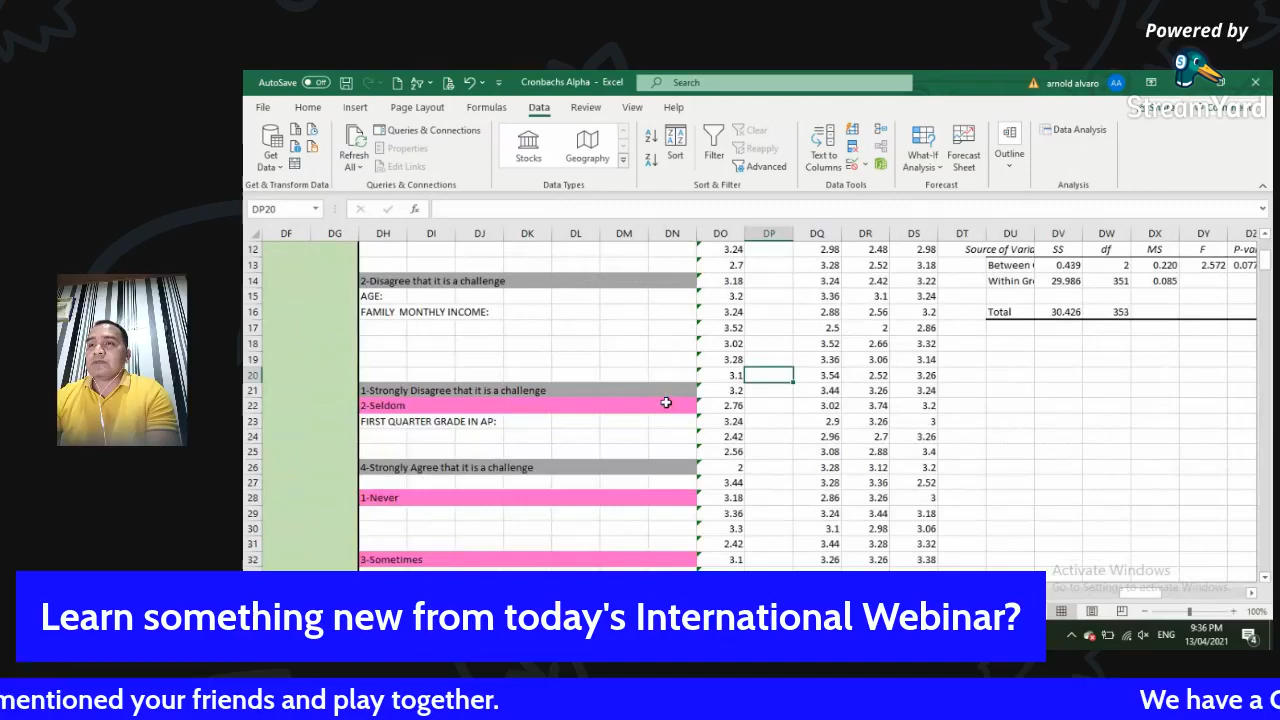 Powered by
StreamYard
AutoSave Off Cronbachs Alpha - Excel Search arnold alvaro AA
File Home Insert Page Layout Formulas Data Review View Help
Get Data Refresh All Queries & Connections Properties Edit Links Stocks Geography Sort Filter Clear Reapply Advanced Text to Columns What-If Analysis Forecast Sheet Outline Data Analysis
Get & Transform Data Queries & Connections Data Types Sort & Filter Data Tools Forecast Analysis
DP20 fx
DF DG DH DI DJ DK DL DM DN DO DP DQ DR DS DT DU DV DW DX DY DZ
12 3.24 2.98 2.48 2.98 Source of Varia SS df MS F P-va
13 2.7 3.28 2.52 3.18 Between 0.439 2 0.220 2.572 0.077
14 2-Disagree that it is a challenge 3.18 3.24 2.42 3.22 Within Gr 29.986 351 0.085
15 AGE: 3.2 3.36 3.1 3.24
16 FAMILY MONTHLY INCOME: 3.24 2.88 2.56 3.2 Total 30.426 353
17 3.52 2.5 2 2.86
18 3.02 3.52 2.66 3.32
19 3.28 3.36 3.06 3.14
20 3.1 3.54 2.52 3.26
21 1-Strongly Disagree that it is a challenge 3.2 3.44 3.26 3.24
22 2-Seldom 2.76 3.02 3.74 3.2
23 FIRST QUARTER GRADE IN AP: 3.24 2.9 3.26 3
24 2.42 2.96 2.7 3.26
25 2.56 3.28 2.88 3.4
26 4-Strongly Agree that it is a challenge 2 3.28 3.12 3.2
27 3.44 3.28 3.36 2.52
28 1-Never 3.18 2.86 3.26 3
29 3.36 3.24 3.44 3.18
30 3.3 3.1 2.98 3.06
31 2.42 3.44 3.28 3.32
32 3-Sometimes 3.1 3.26 3.26 3.38
Activate Windows
Go to Settings to activate Windows.
100%
ENG 9:36 PM
13/04/2021 4
Learn something new from today's International Webinar?
mentioned your friends and play together. We have a